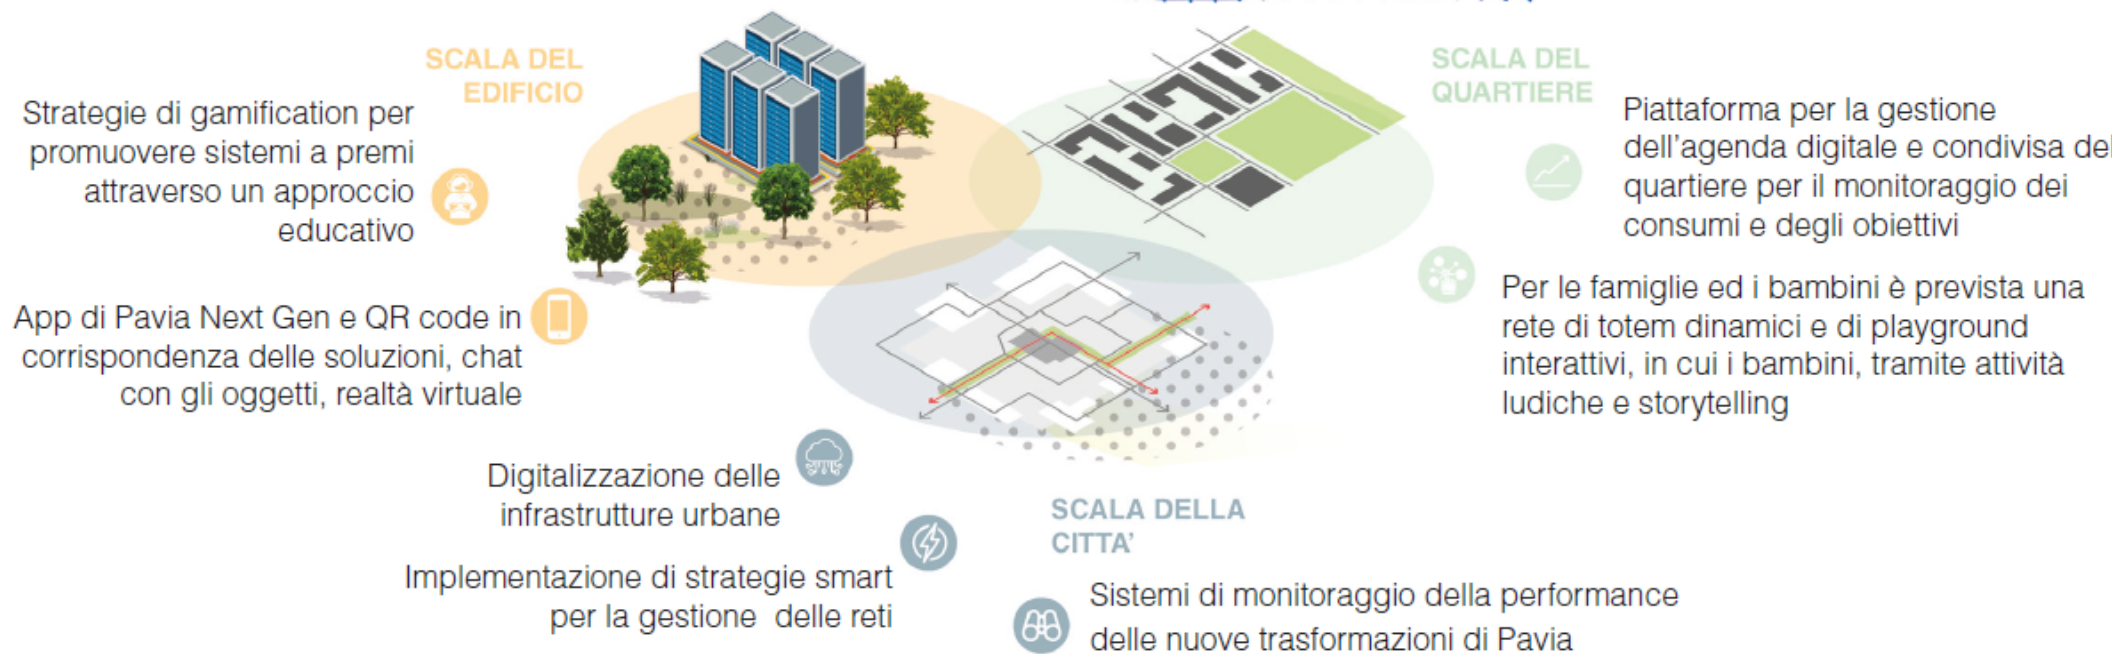 SCALA DEL
EDIFICIO
Strategie di gamification per
promuovere sistemi a premi
attraverso un approccio
educativo
App di Pavia Next Gen e QR code in
corrispondenza delle soluzioni, chat
con gli oggetti, realtà virtuale
SCALA DEL
QUARTIERE
Piattaforma per la gestione
dell'agenda digitale e condivisa del
quartiere per il monitoraggio dei
consumi e degli obiettivi
Per le famiglie ed i bambini è prevista una
rete di totem dinamici e di playground
interattivi, in cui i bambini, tramite attività
ludiche e storytelling
Digitalizzazione delle
infrastrutture urbane
Implementazione di strategie smart
per la gestione delle reti
SCALA DELLA
CITTA'
Sistemi di monitoraggio della performance
delle nuove trasformazioni di Pavia